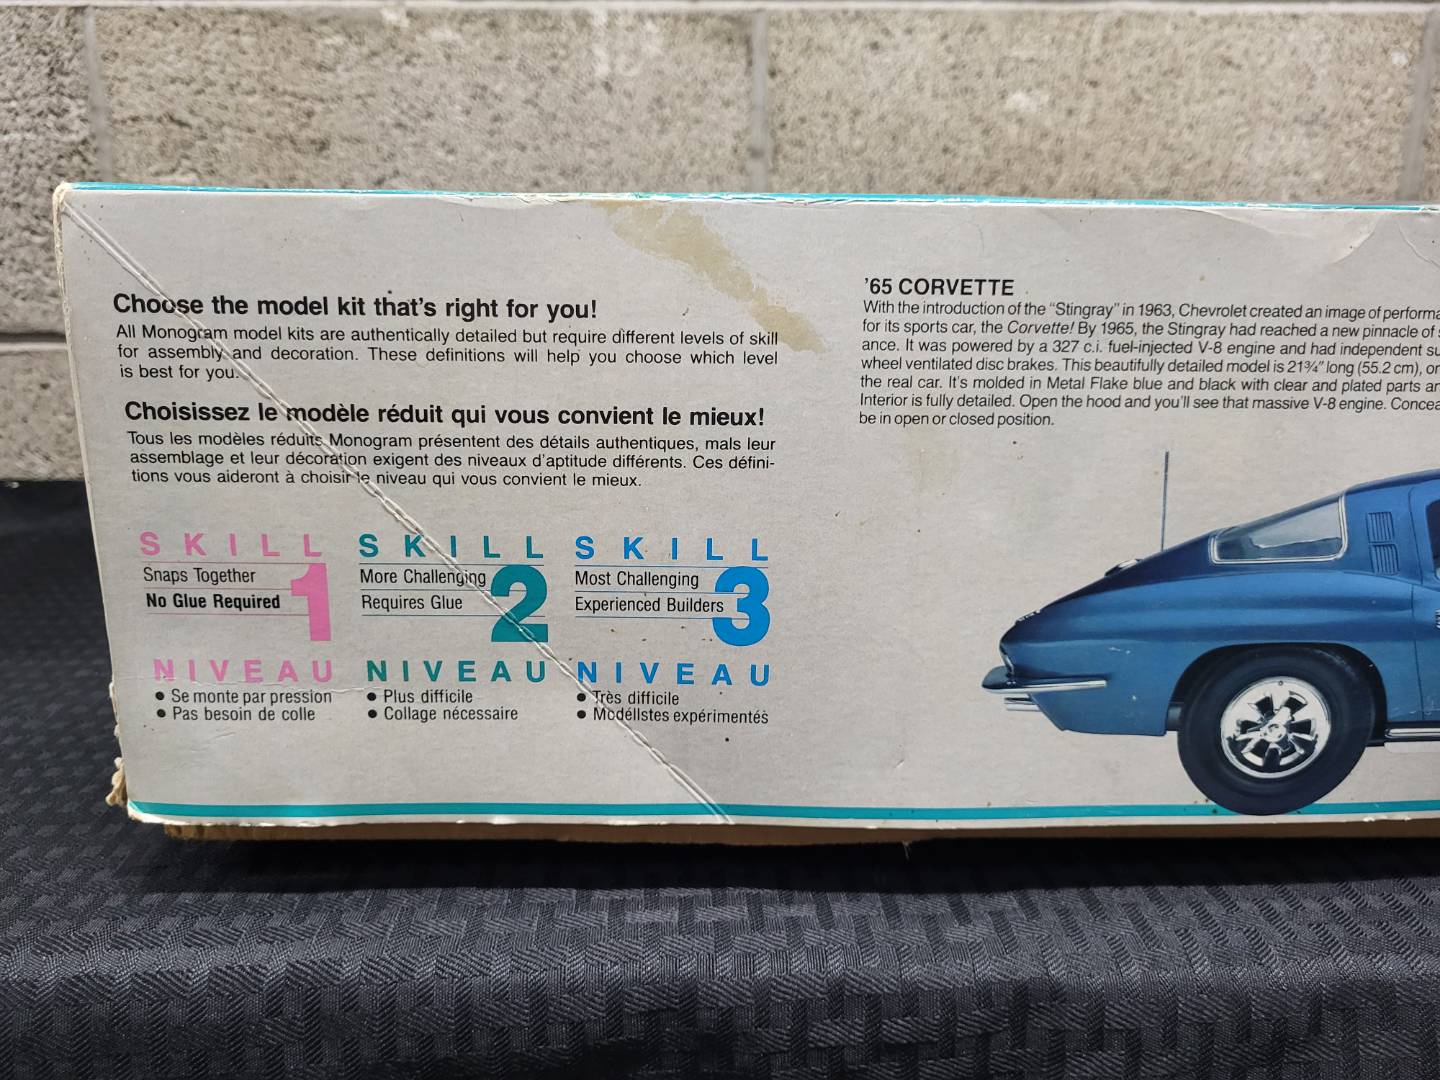 Choose the model kit that's right for you!
All Monogram model kits are authentically detailed but require different levels of skill
for assembly and decoration. These definitions will help you choose which level
is best for you.
Choisissez le modèle réduit qui vous convient le mieux!
Tous les modèles réduits Monogram présentent des détails authentiques, mais leur
assemblage et leur décoration exigent des niveaux d'aptitude différents. Ces défini-
tions vous aideront à choisir le niveau qui vous convient le mieux.
SKILL 1
Snaps Together
No Glue Required
NIVEAU
• Se monte par pression
• Pas besoin de colle
SKILL 2
More Challenging
Requires Glue
NIVEAU
• Plus difficile
• Collage nécessaire
SKILL 3
Most Challenging
Experienced Builders
NIVEAU
• Très difficile
• Modélistes expérimentés
'65 CORVETTE
With the introduction of the "Stingray" in 1963, Chevrolet created an image of
for its sports car, the Corvette! By 1965, the Stingray had reached a new pinnacle of
ance. It was powered by a 327 c.i. fuel-injected V-8 engine and had independent
wheel ventilated disc brakes. This beautifully detailed model is 21¾" long (55.2 cm),
the real car. It's molded in Metal Flake blue and black with clear and plated parts
Interior is fully detailed. Open the hood and you'll see that massive V-8 engine.
be in open or closed position.